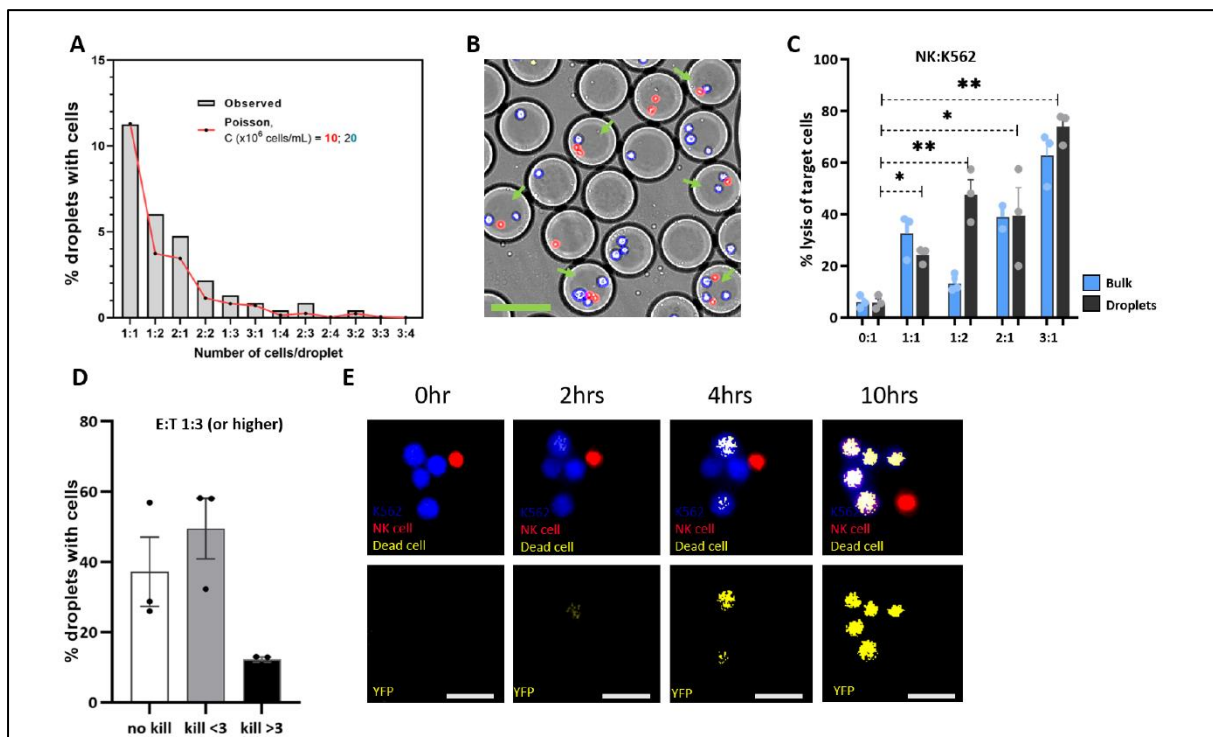 A
15
10
5
0
% droplets with cells
Observed
Poisson,
C (x10⁶ cells/mL) = 10; 20
1:1 1:2 2:1 2:2 1:3 3:1 1:4 2:3 2:4 3:2 3:3 3:4
Number of cells/droplet
B
C
NK:K562
100
80
60
40
20
0
% lysis of target cells
**
*
**
*
0:1 1:1 1:2 2:1 3:1
Bulk
Droplets
D
E:T 1:3 (or higher)
80
60
40
20
0
% droplets with cells
no kill kill <3 kill >3
E
0hr 2hrs 4hrs 10hrs
K562 K562 K562 K562
NK cell NK cell NK cell NK cell
Dead cell Dead cell Dead cell Dead cell
YFP YFP YFP YFP